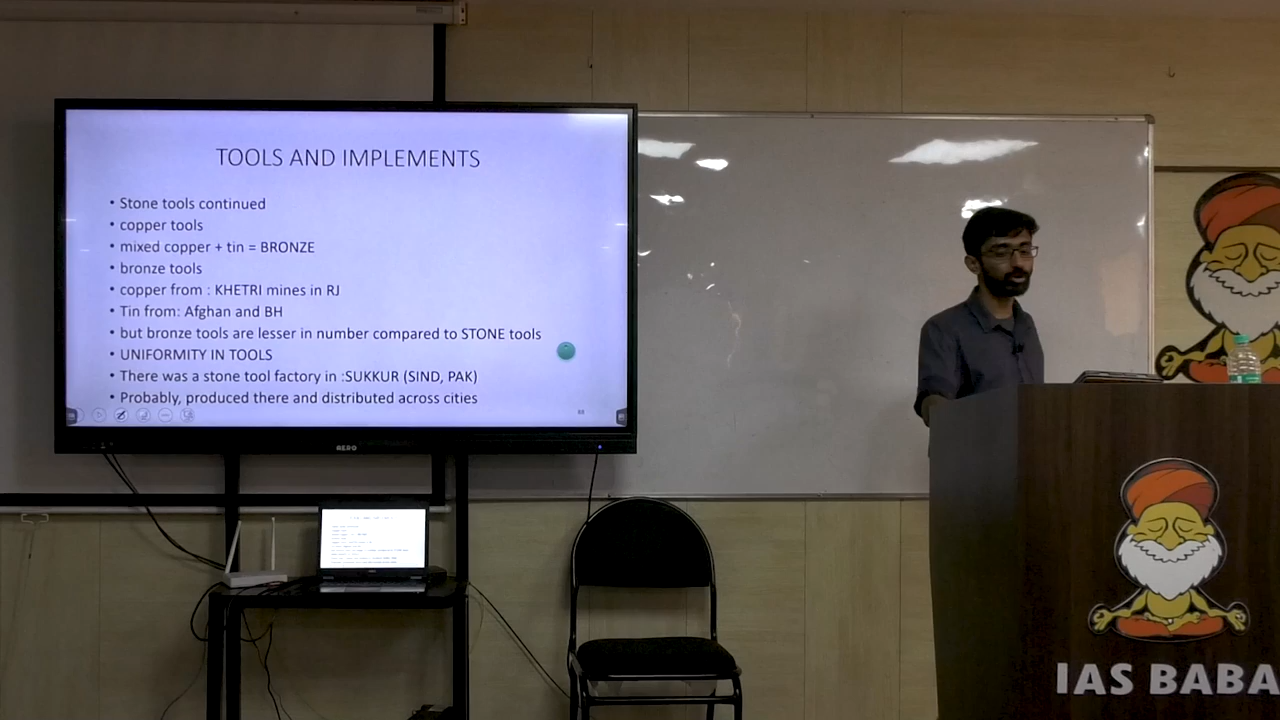 TOOLS AND IMPLEMENTS
• Stone tools continued
• copper tools
• mixed copper + tin = BRONZE
• bronze tools
• copper from : KHETRI mines in RJ
• Tin from: Afghan and BH
• but bronze tools are lesser in number compared to STONE tools
• UNIFORMITY IN TOOLS
• There was a stone tool factory in :SUKKUR (SIND, PAK)
• Probably, produced there and distributed across cities
AERO
IAS BABA